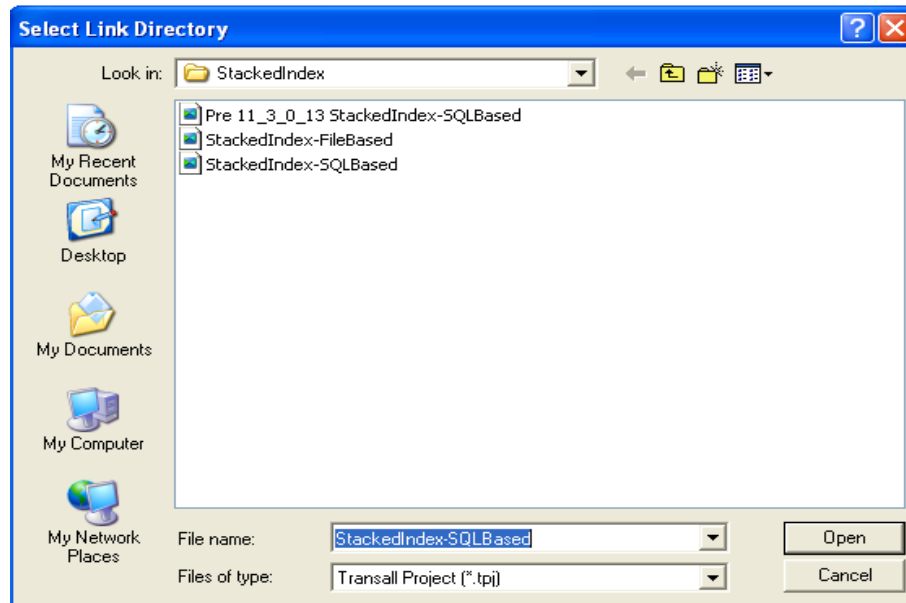 Select Link Directory
Look in: StackedIndex
Pre 11_3_0_13 StackedIndex-SQLBased
StackedIndex-FileBased
StackedIndex-SQLBased
My Recent
Documents
Desktop
My Documents
My Computer
My Network
Places
File name: StackedIndex-SQLBased Open
Files of type: Transall Project (*.tpj) Cancel